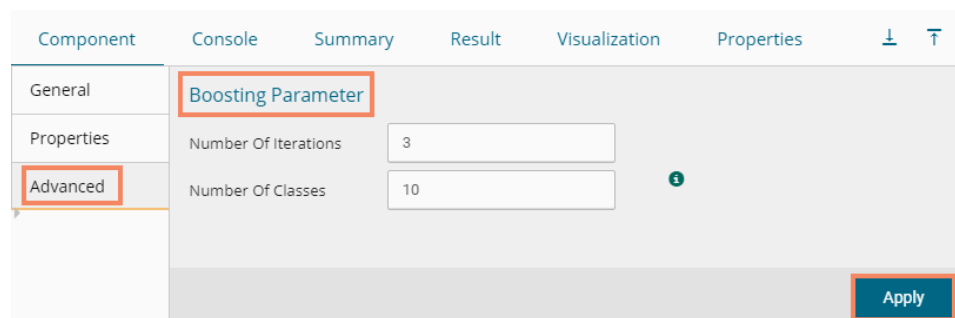 Component Console Summary Result Visualization Properties
General
Boosting Parameter
Properties
Number Of Iterations 3
Advanced
Number Of Classes 10
Apply